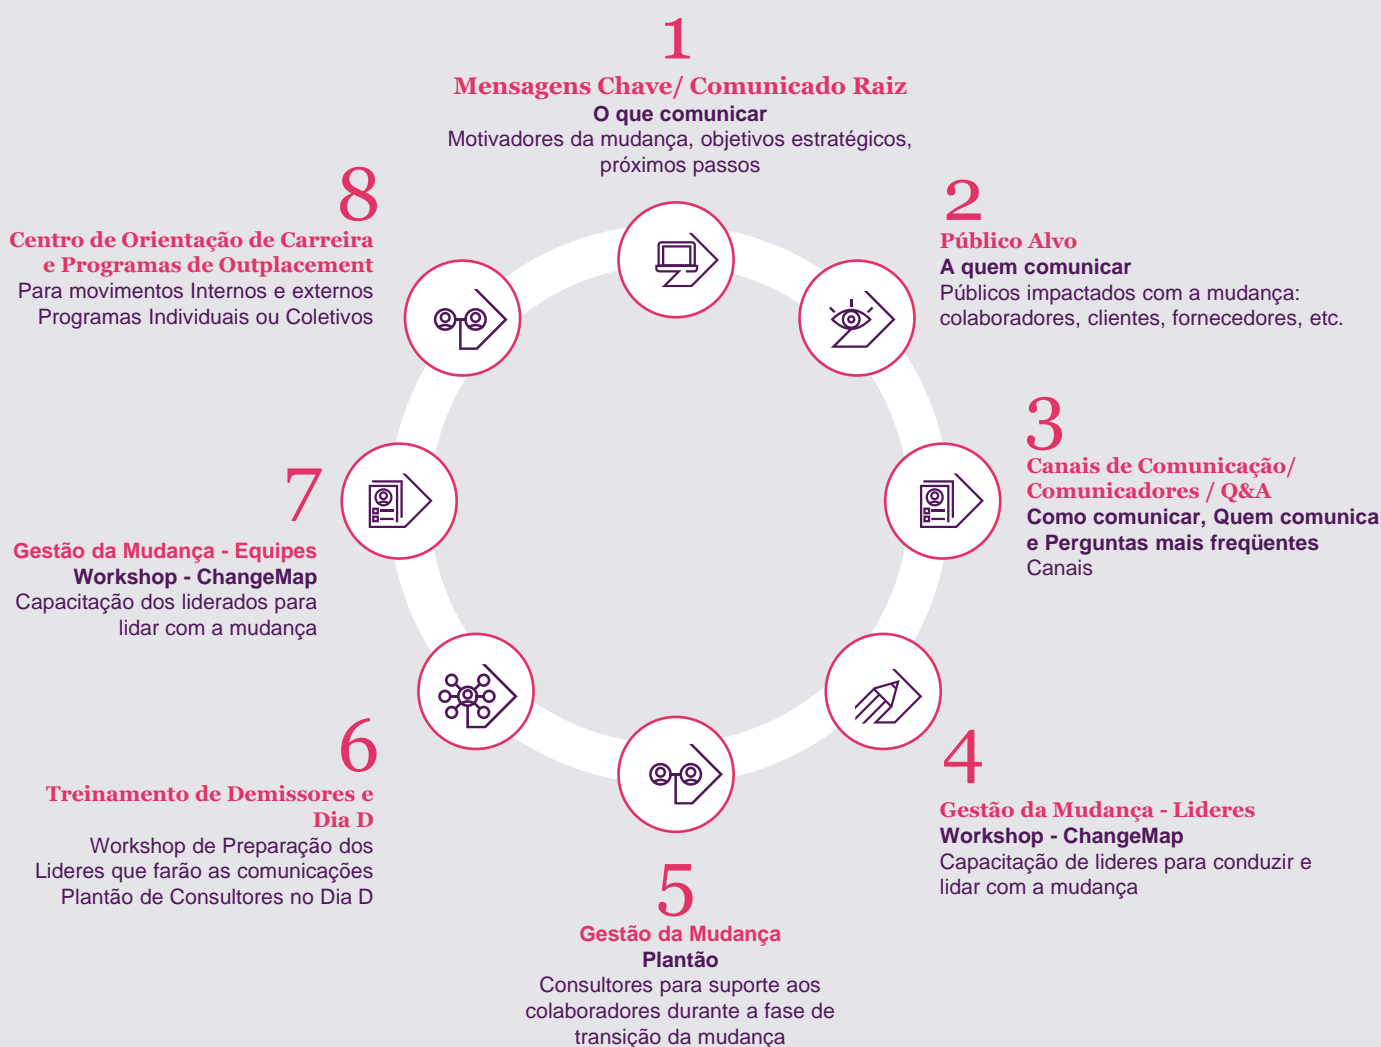 1
Mensagens Chave/ Comunicado Raiz
O que comunicar
Motivadores da mudança, objetivos estratégicos,
próximos passos
2
Público Alvo
A quem comunicar
Públicos impactados com a mudança:
colaboradores, clientes, fornecedores, etc.
3
Canais de Comunicação/
Comunicadores / Q&A
Como comunicar, Quem comunica
e Perguntas mais freqüentes
Canais
4
Gestão da Mudança - Lideres
Workshop - ChangeMap
Capacitação de lideres para conduzir e
lidar com a mudança
5
Gestão da Mudança
Plantão
Consultores para suporte aos
colaboradores durante a fase de
transição da mudança
6
Treinamento de Demissores e
Dia D
Workshop de Preparação dos
Lideres que farão as comunicações
Plantão de Consultores no Dia D
7
Gestão da Mudança - Equipes
Workshop - ChangeMap
Capacitação dos liderados para
lidar com a mudança
8
Centro de Orientação de Carreira
e Programas de Outplacement
Para movimentos Internos e externos
Programas Individuais ou Coletivos